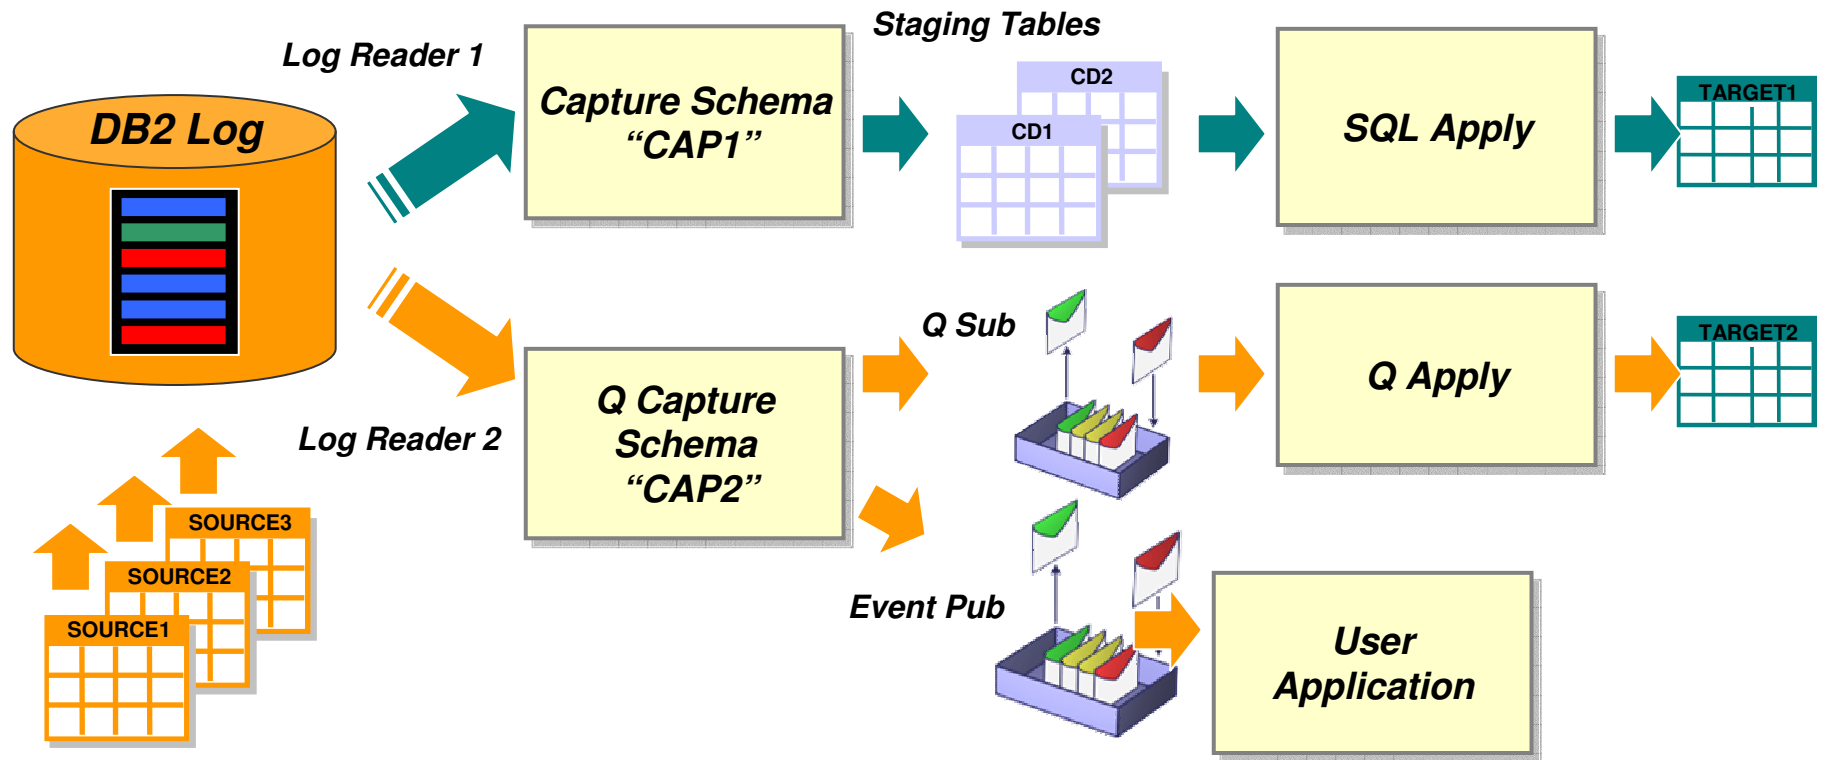 Staging Tables
Log Reader 1
Capture Schema
“CAP1”
CD2
CD1
SQL Apply
TARGET1
DB2 Log
Q Sub
Q Apply
TARGET2
Q Capture
Schema
“CAP2”
Log Reader 2
SOURCE3
SOURCE2
SOURCE1
Event Pub
User
Application